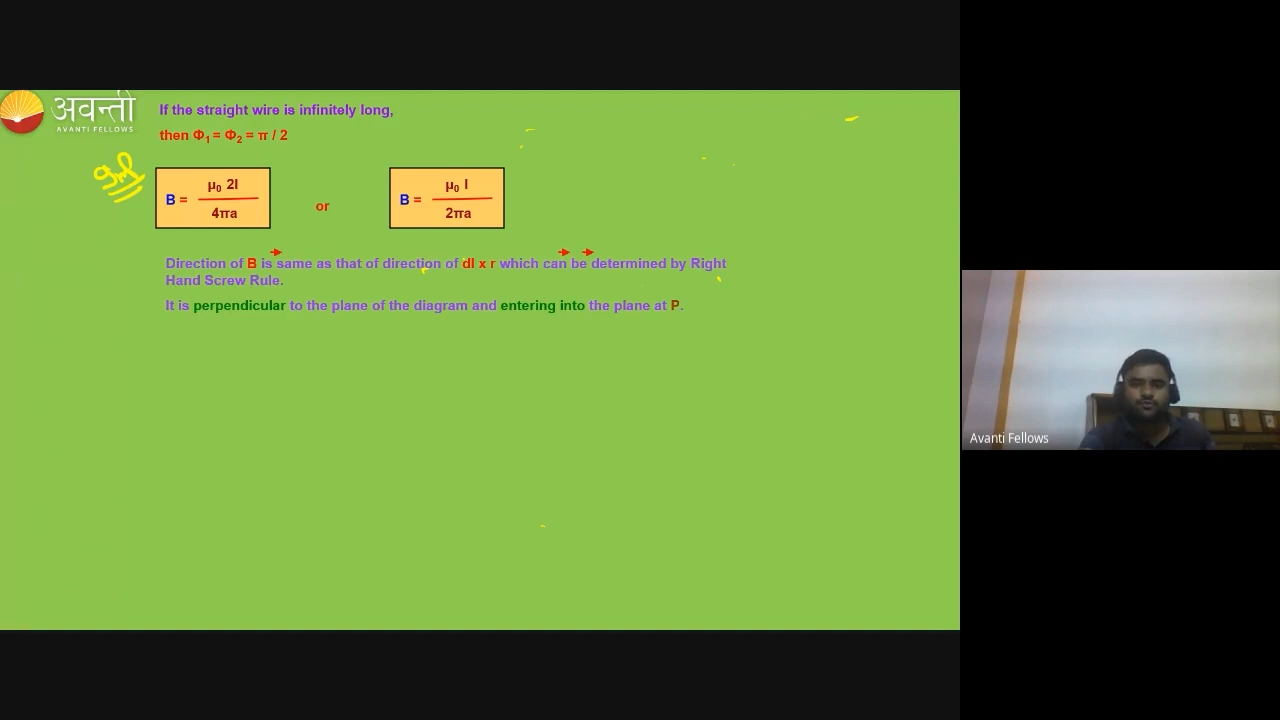 अवन्ती
AVANTI FELLOWS
If the straight wire is infinitely long,
then Φ₁ = Φ₂ = π / 2
B = μ₀ 2I / 4πa or B = μ₀ I / 2πa
Direction of B is same as that of direction of dl x r which can be determined by Right
Hand Screw Rule.
It is perpendicular to the plane of the diagram and entering into the plane at P.
Avanti Fellows